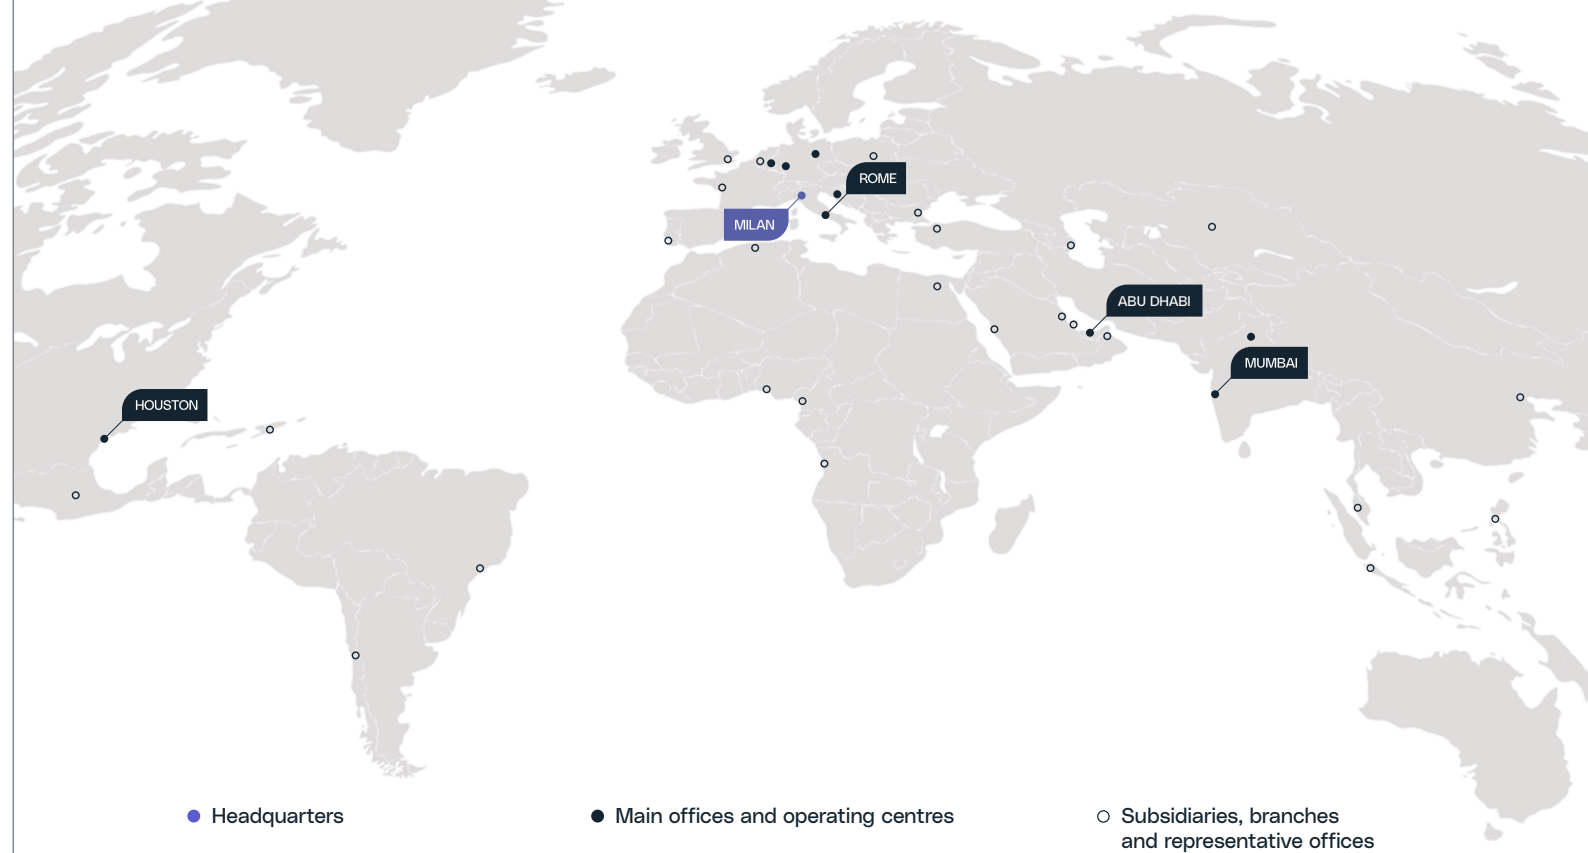 ROME
MILAN
ABU DHABI
MUMBAI
HOUSTON
Headquarters
Main offices and operating centres
Subsidiaries, branches
and representative offices